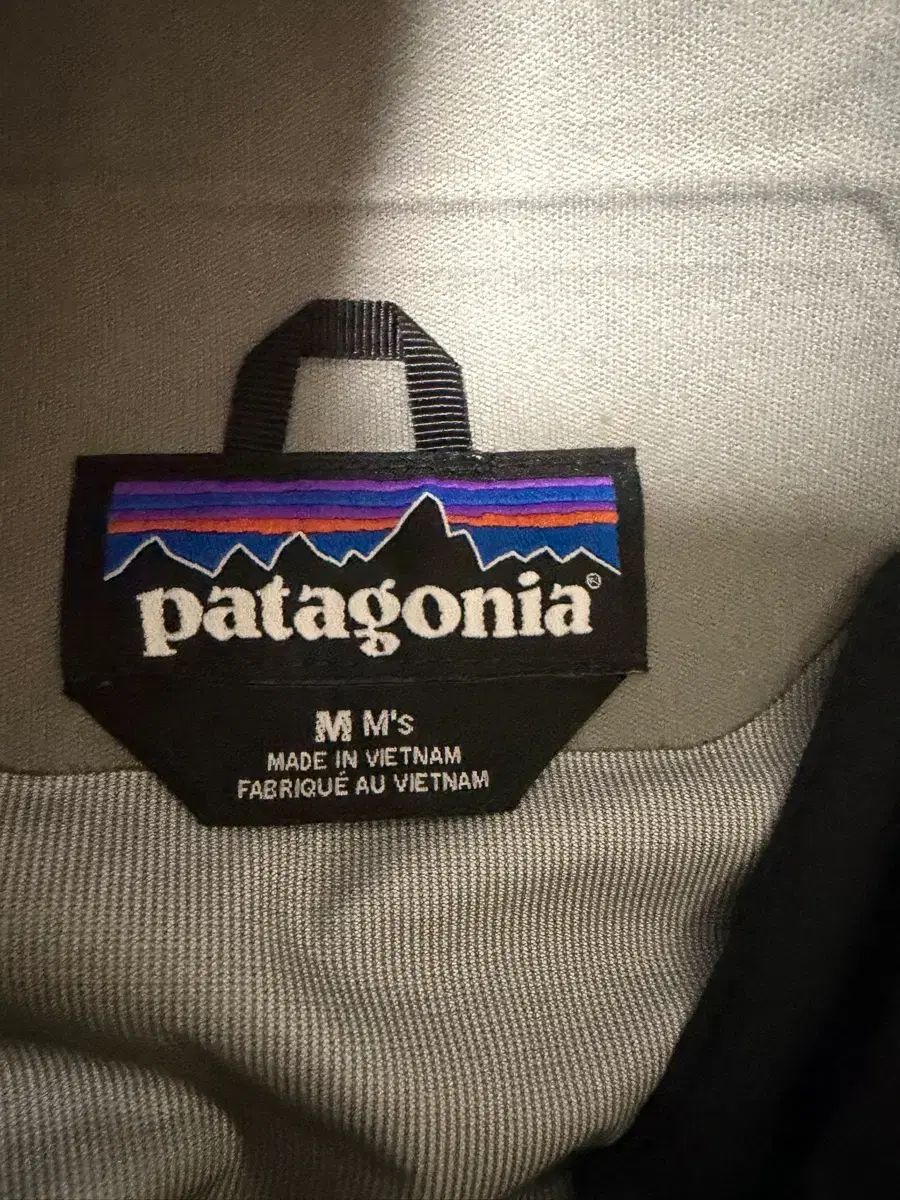 patagonia®
M M's
MADE IN VIETNAM
FABRIQUÉ AU VIETNAM